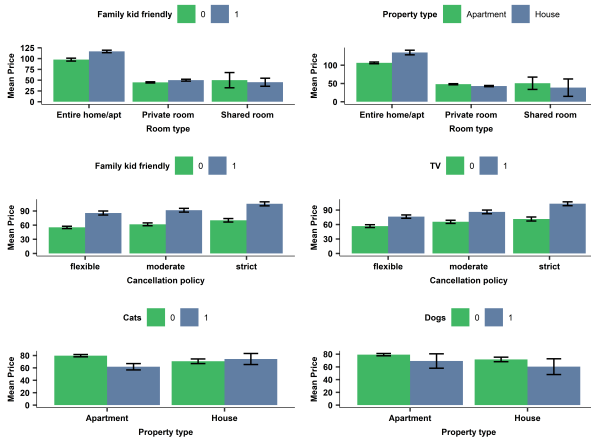 Family kid friendly 0 1
Mean Price
125
100
75
50
25
0
Entire home/apt Private room Shared room
Room type
Property type Apartment House
Mean Price
100
50
0
Entire home/apt Private room Shared room
Room type
Family kid friendly 0 1
Mean Price
90
60
30
0
flexible moderate strict
Cancellation policy
TV 0 1
Mean Price
90
60
30
0
flexible moderate strict
Cancellation policy
Cats 0 1
Mean Price
80
60
40
20
0
Apartment House
Property type
Dogs 0 1
Mean Price
80
60
40
20
0
Apartment House
Property type